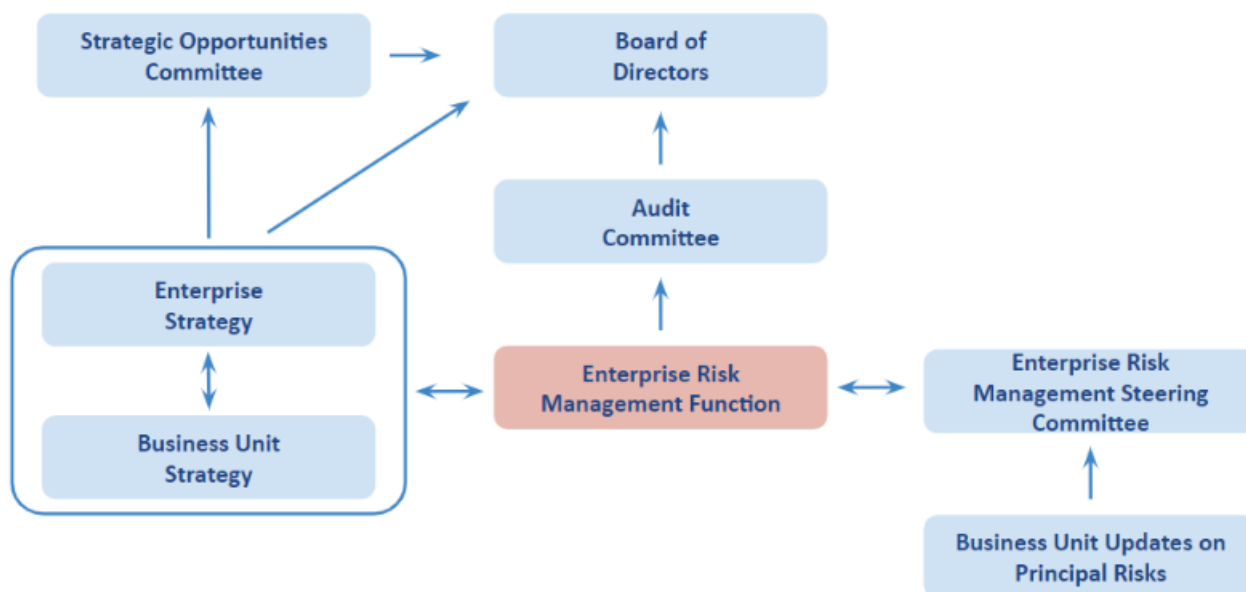 Strategic Opportunities
Committee
Board of
Directors
Audit
Committee
Enterprise
Strategy
Business Unit
Strategy
Enterprise Risk
Management Function
Enterprise Risk
Management Steering
Committee
Business Unit Updates on
Principal Risks